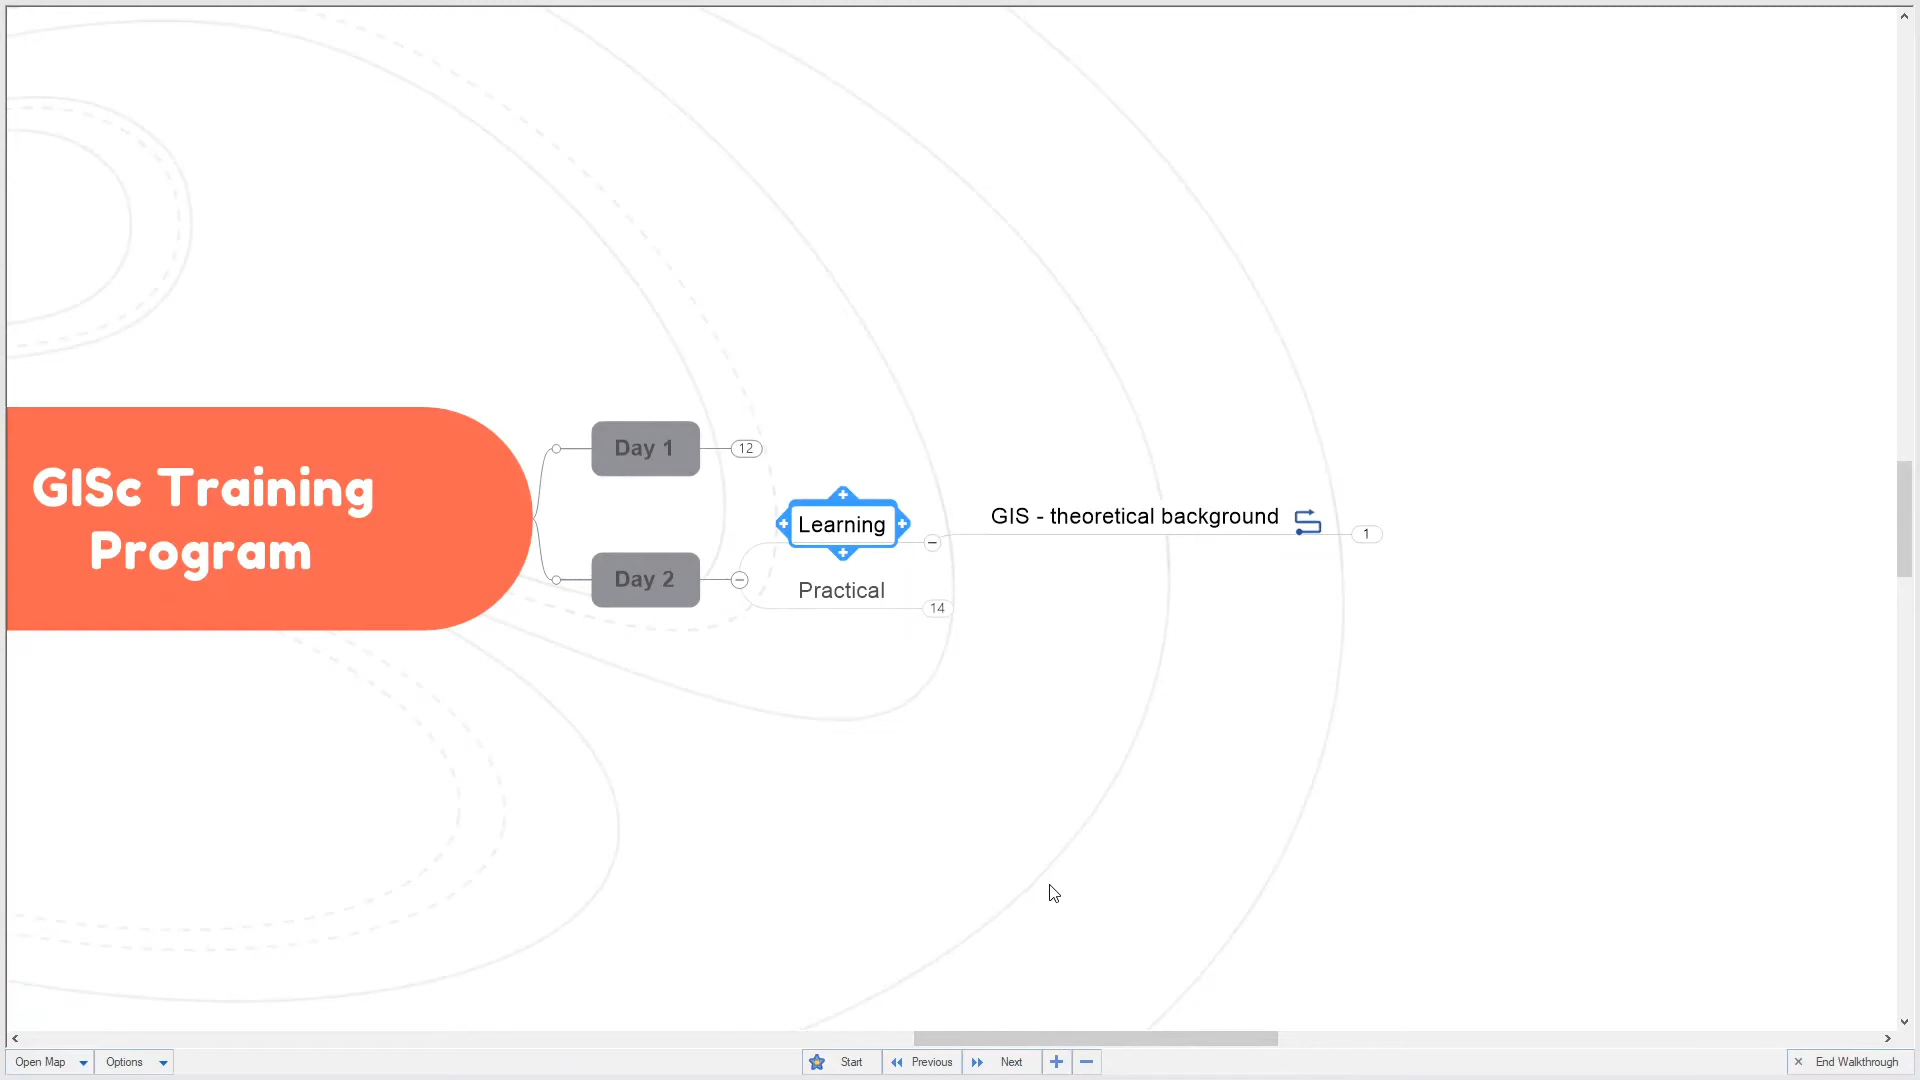 GISc Training
Program
Day 1
12
Learning
GIS - theoretical background
1
Day 2
Practical
14
Open Map
Options
Start
Previous
Next
End Walkthrough